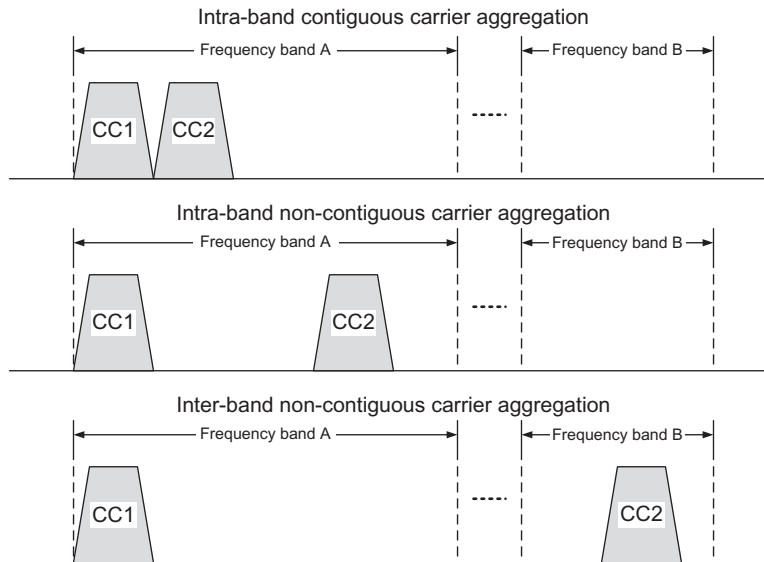 Intra-band contiguous carrier aggregation
Frequency band A
Frequency band B
CC1
CC2
Intra-band non-contiguous carrier aggregation
Frequency band A
Frequency band B
CC1
CC2
Inter-band non-contiguous carrier aggregation
Frequency band A
Frequency band B
CC1
CC2